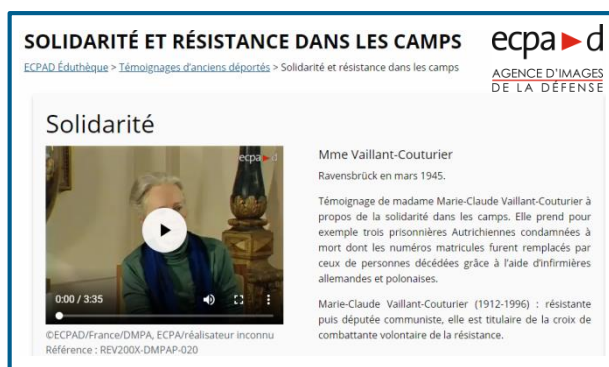 SOLIDARITÉ ET RÉSISTANCE DANS LES CAMPS
ecpa d
AGENCE D'IMAGES
DE LA DÉFENSE
ECPAD Éduthèque > Témoignages d'anciens déportés > Solidarité et résistance dans les camps
Solidarité
ecpa d
0:00 / 3:35
©ECPAD/France/DMPA, ECPA/réalisateur inconnu
Référence : REV200X-DMPAP-020
Mme Vaillant-Couturier
Ravensbrück en mars 1945.
Témoignage de madame Marie-Claude Vaillant-Couturier à
propos de la solidarité dans les camps. Elle prend pour
exemple trois prisonnières Autrichiennes condamnées à
mort dont les numéros matricules furent remplacés par
ceux de personnes décédées grâce à l'aide d'infirmières
allemandes et polonaises.
Marie-Claude Vaillant-Couturier (1912-1996) : résistante
puis députée communiste, elle est titulaire de la croix de
combattante volontaire de la résistance.